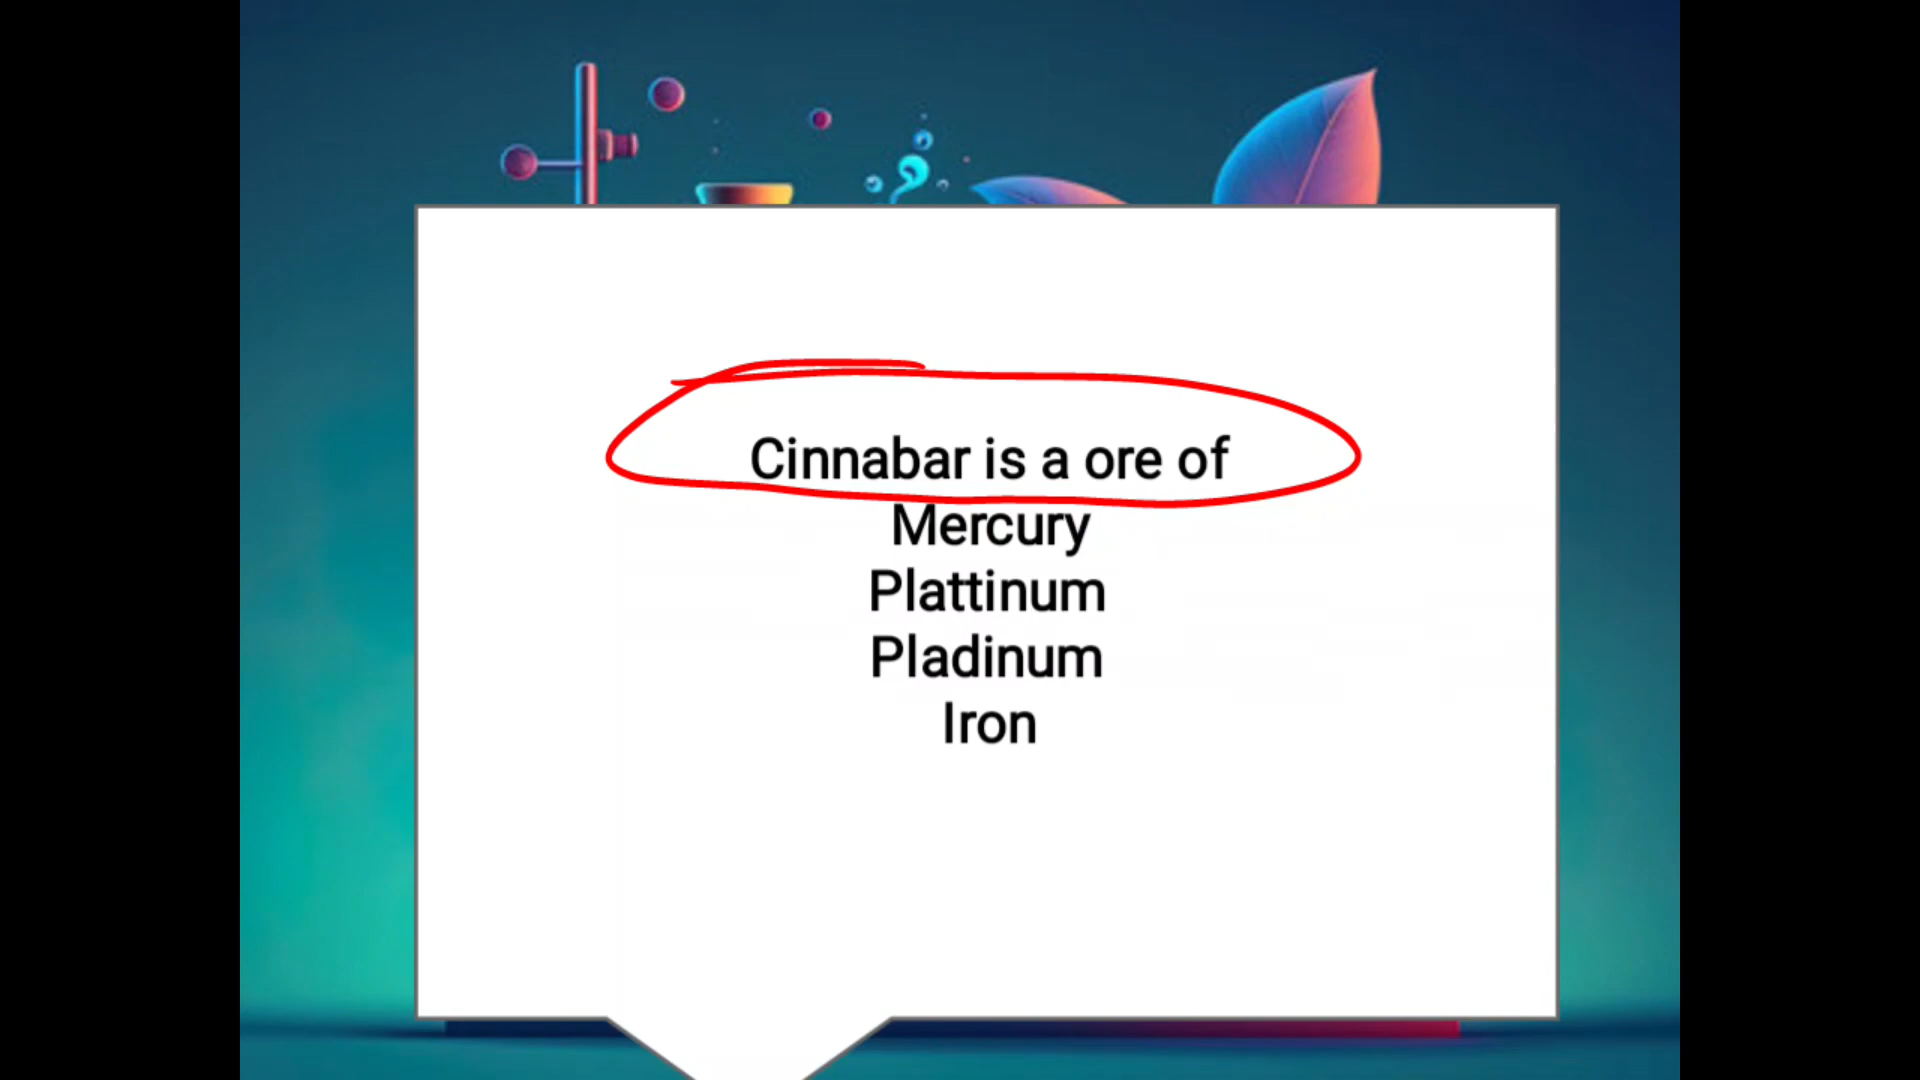 Cinnabar is a ore of
Mercury
Plattinum
Pladinum
Iron